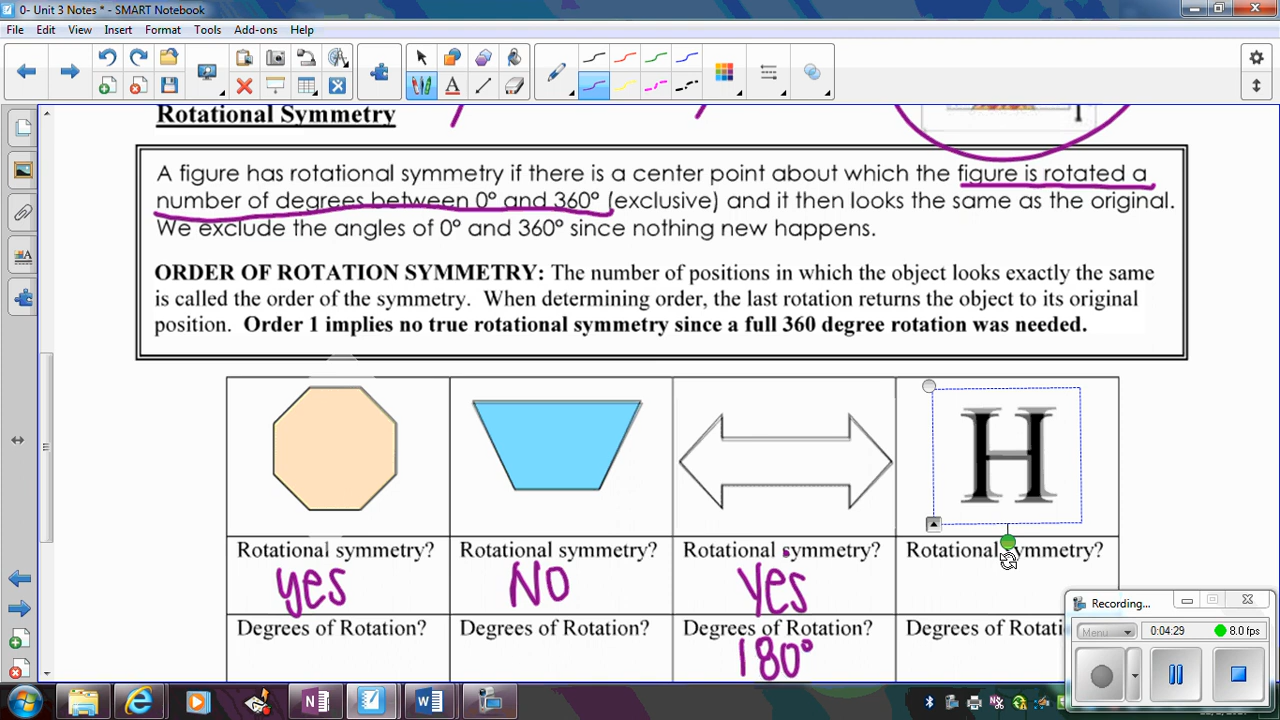 0- Unit 3 Notes * - SMART Notebook
File Edit View Insert Format Tools Add-ons Help
Rotational Symmetry
A figure has rotational symmetry if there is a center point about which the figure is rotated a
number of degrees between 0° and 360° (exclusive) and it then looks the same as the original.
We exclude the angles of 0° and 360° since nothing new happens.
ORDER OF ROTATION SYMMETRY: The number of positions in which the object looks exactly the same
is called the order of the symmetry. When determining order, the last rotation returns the object to its original
position. Order 1 implies no true rotational symmetry since a full 360 degree rotation was needed.
H
Rotational symmetry? Rotational symmetry? Rotational symmetry? Rotational symmetry?
yes NO yes
Degrees of Rotation? Degrees of Rotation? Degrees of Rotation? Degrees of Rotati
180°
Recording...
Menu 0:04:29 8.0 fps